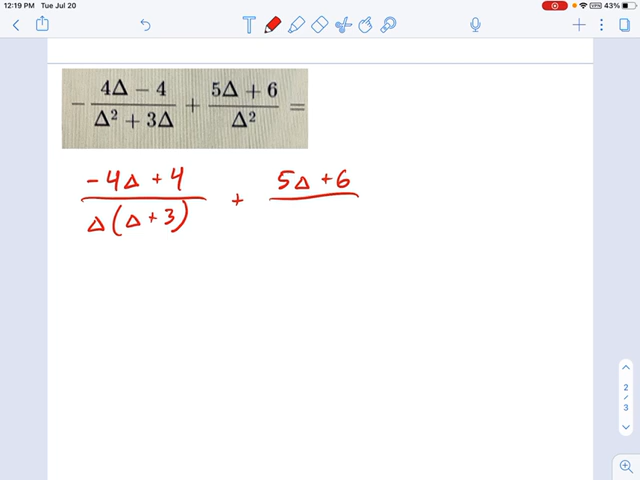 12:19 PM Tue Jul 20
VPN 43%
T
- (4Δ − 4)/(Δ² + 3Δ) + (5Δ + 6)/Δ² =
(-4Δ + 4)/(Δ(Δ + 3)) + 5Δ + 6
2
/
3